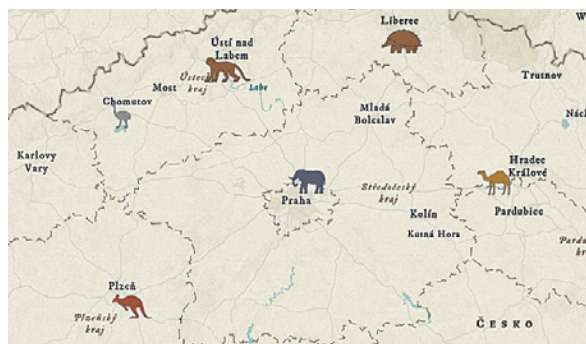 Liberec
Ústí nad
Labem
Ústecký
kraj
Labe
Most
Trutnov
Chomutov
Mladá
Boleslav
Karlovy
Vary
Hradec
Králové
Praha
Středočeský
kraj
Kolín
Pardubice
Kutná Hora
Plzeň
Plzeňský
kraj
ČESKO